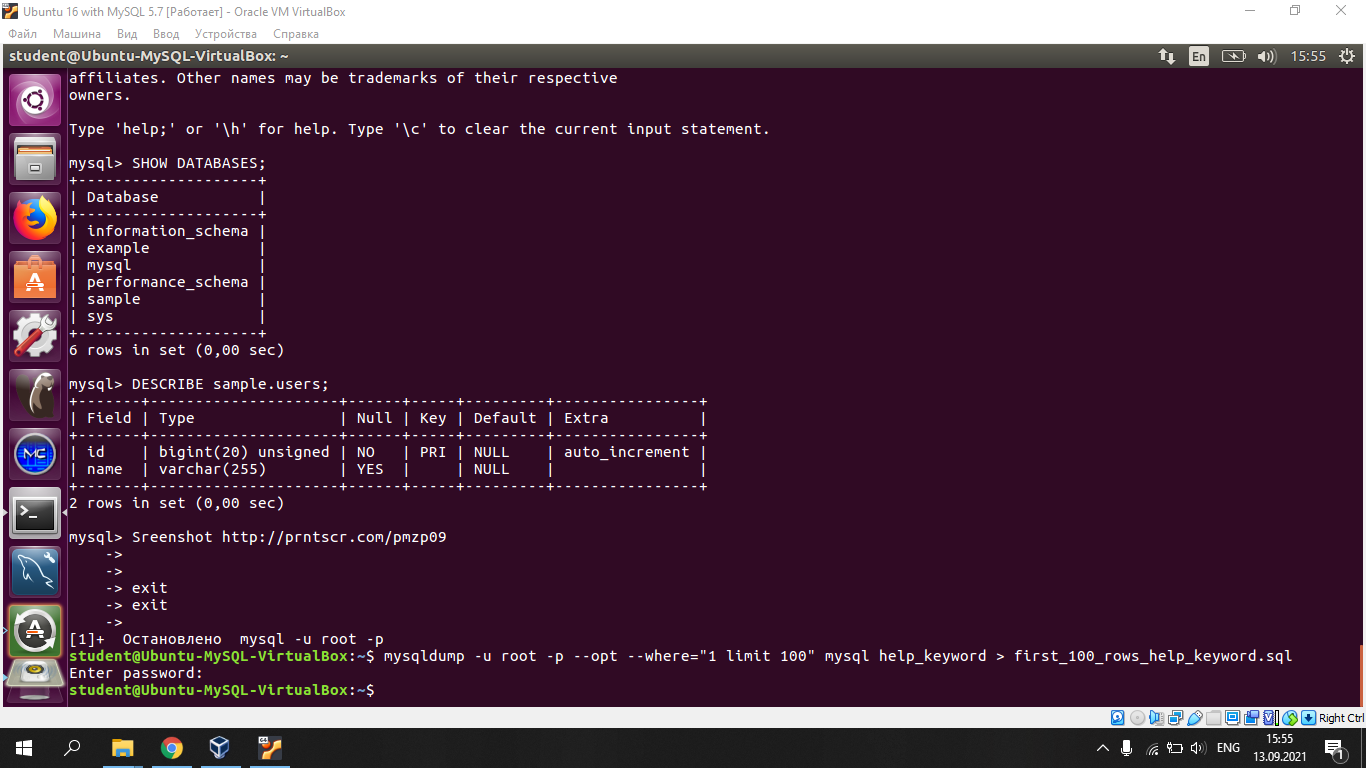 Ubuntu 16 with MySQL 5.7 [Работает] - Oracle VM VirtualBox
Файл Машина Вид Ввод Устройства Справка
student@Ubuntu-MySQL-VirtualBox: ~ En 15:55
affiliates. Other names may be trademarks of their respective
owners.
Type 'help;' or '\h' for help. Type '\c' to clear the current input statement.
mysql> SHOW DATABASES;
+--------------------+
| Database           |
+--------------------+
| information_schema |
| example            |
| mysql              |
| performance_schema |
| sample             |
| sys                |
+--------------------+
6 rows in set (0,00 sec)
mysql> DESCRIBE sample.users;
+-------+---------------------+------+-----+---------+----------------+
| Field | Type                | Null | Key | Default | Extra          |
+-------+---------------------+------+-----+---------+----------------+
| id    | bigint(20) unsigned | NO   | PRI | NULL    | auto_increment |
| name  | varchar(255)        | YES  |     | NULL    |                |
+-------+---------------------+------+-----+---------+----------------+
2 rows in set (0,00 sec)
mysql> Sreenshot http://prntscr.com/pmzp09
    ->
    ->
    -> exit
    -> exit
    ->
[1]+  Остановлено  mysql -u root -p
student@Ubuntu-MySQL-VirtualBox:~$ mysqldump -u root -p --opt --where="1 limit 100" mysql help_keyword > first_100_rows_help_keyword.sql
Enter password:
student@Ubuntu-MySQL-VirtualBox:~$
Right Ctrl
ENG
15:55
13.09.2021
1
64
MC